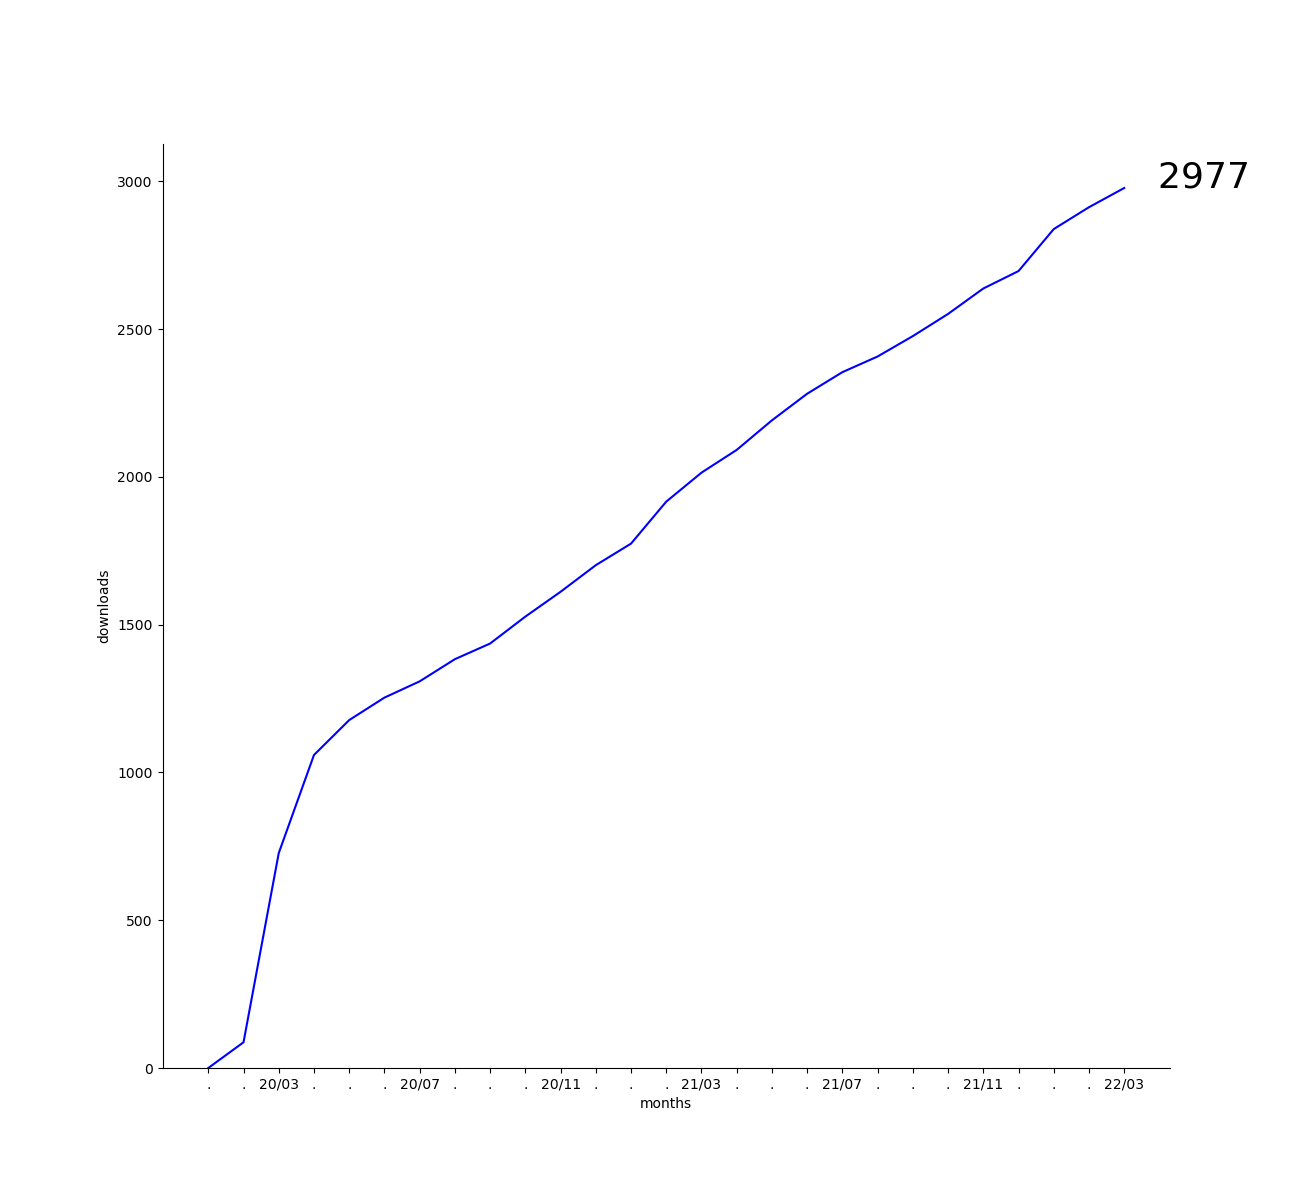 2977
3000
2500
2000
1500
1000
500
0
downloads
. . 20/03 . . . 20/07 . . . 20/11 . . . 21/03 . . . 21/07 . . . 21/11 . . . 22/03
months